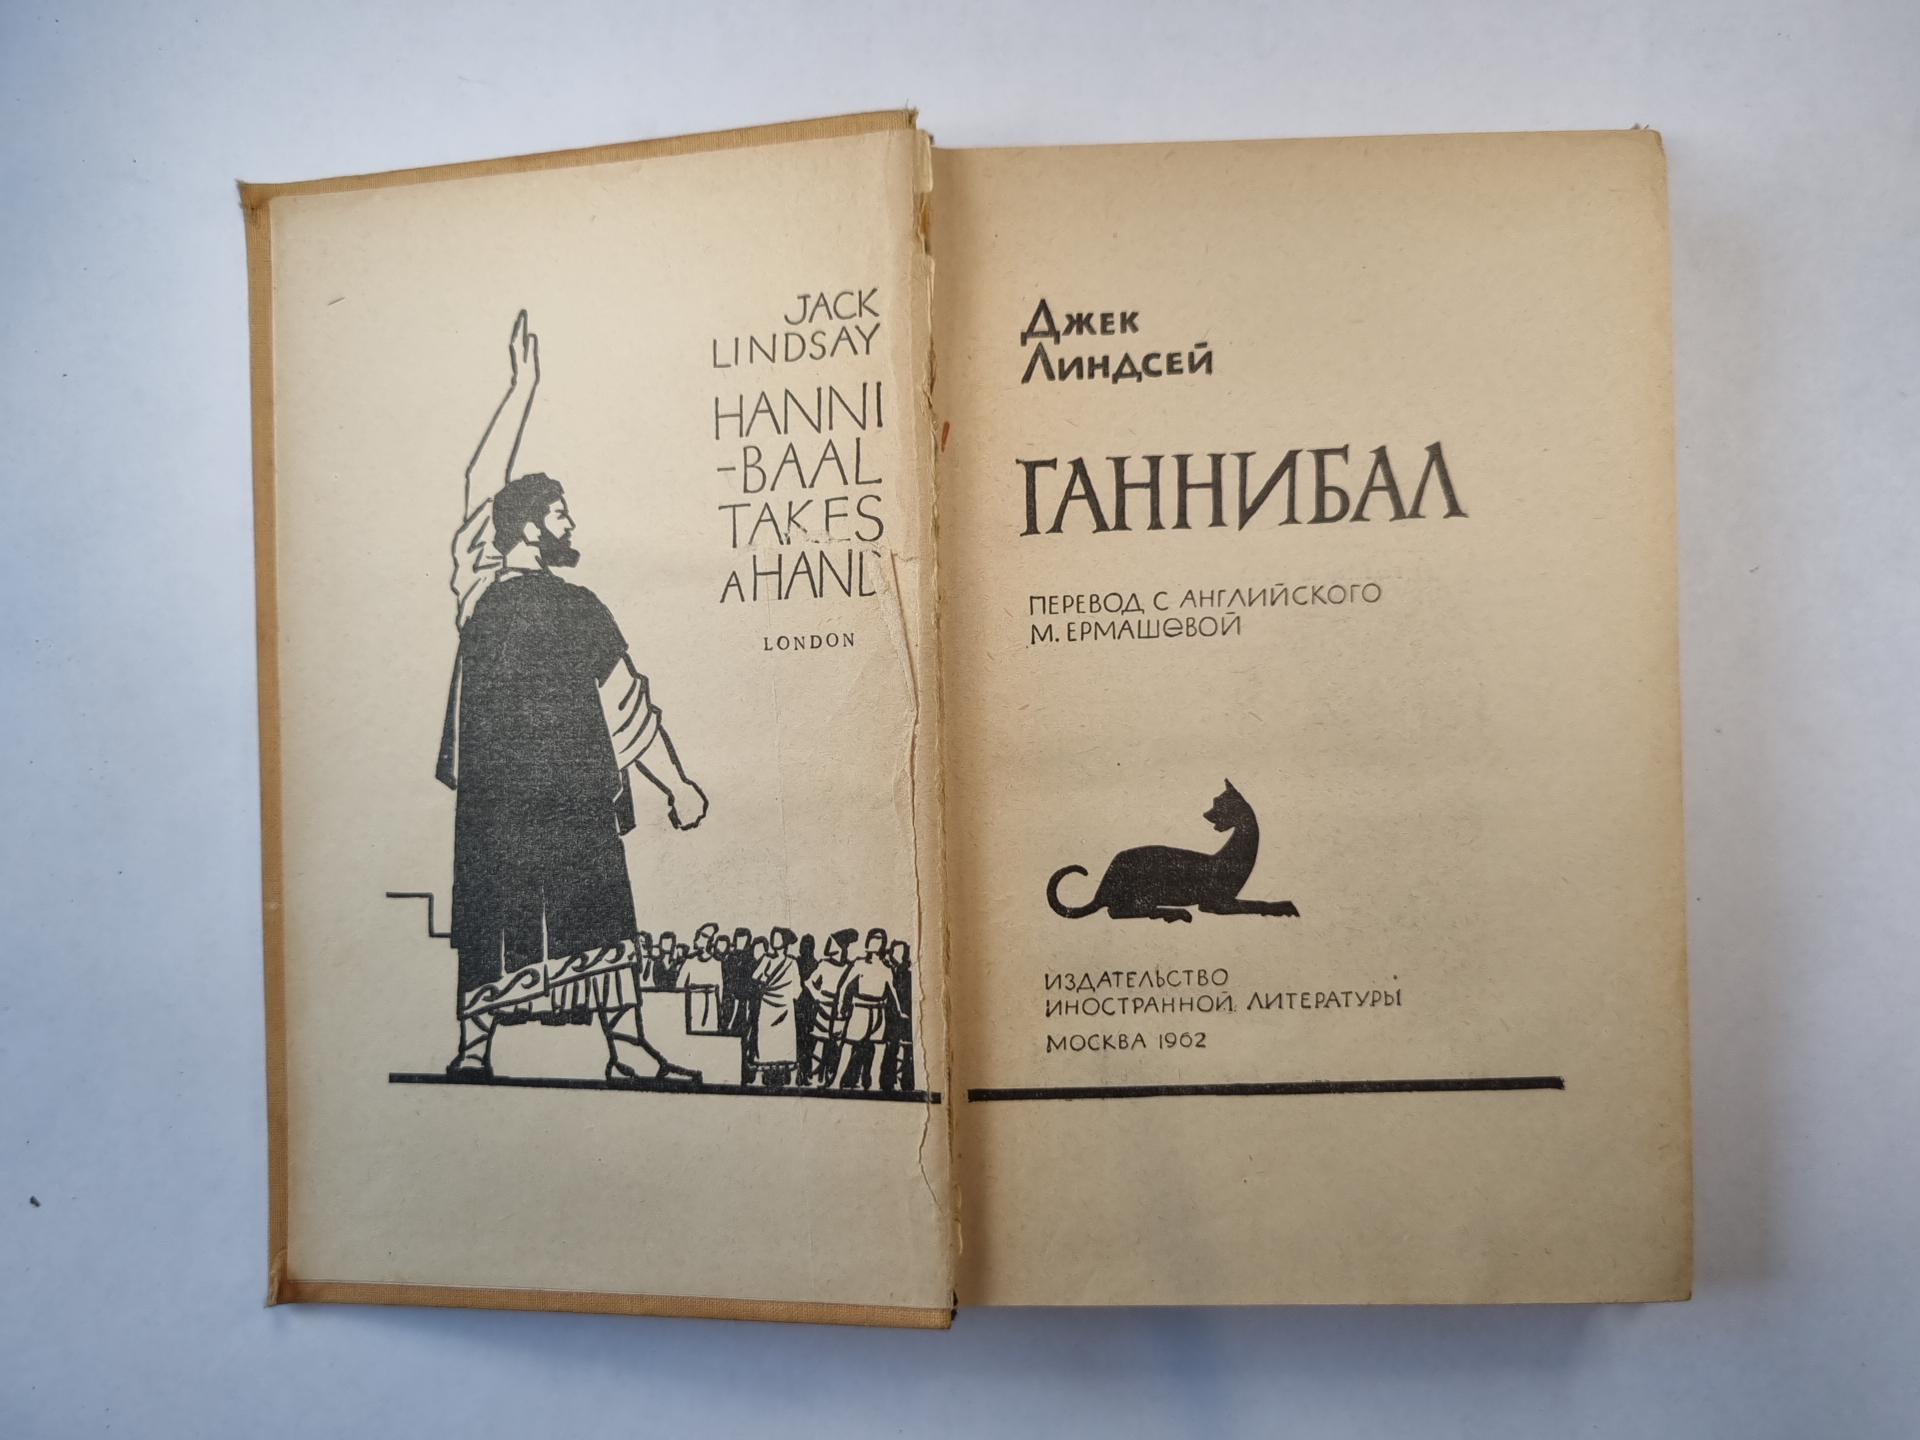 JACK
LINDSAY
HANNI
-BAAL
TAKES
A HAND
LONDON
Джек
Линдсей
ГАННИБАЛ
ПЕРЕВОД С АНГЛИЙСКОГО
М. ЕРМАШЕВОЙ
ИЗДАТЕЛЬСТВО
ИНОСТРАННОЙ ЛИТЕРАТУРЫ
МОСКВА 1962